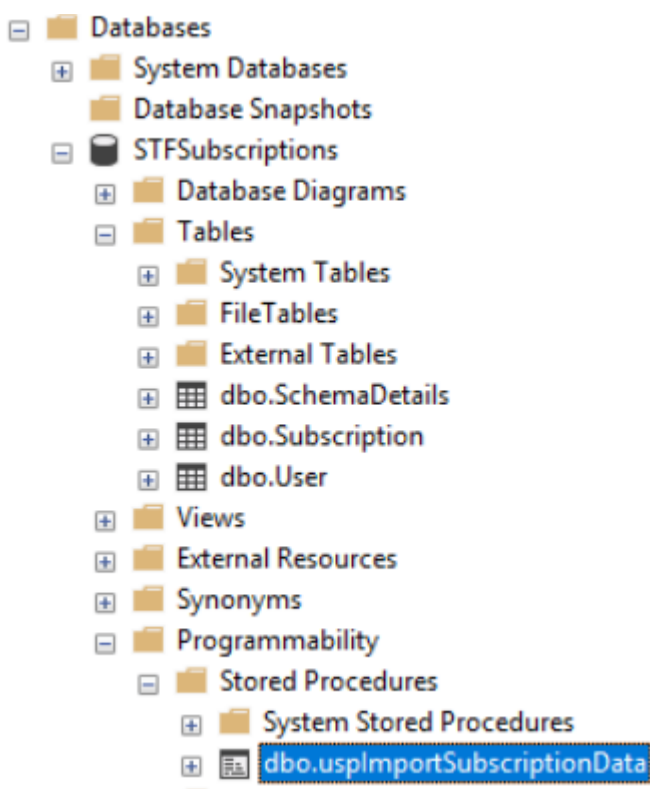 Databases
System Databases
Database Snapshots
STFSubscriptions
Database Diagrams
Tables
System Tables
FileTables
External Tables
dbo.SchemaDetails
dbo.Subscription
dbo.User
Views
External Resources
Synonyms
Programmability
Stored Procedures
System Stored Procedures
dbo.uspImportSubscriptionData